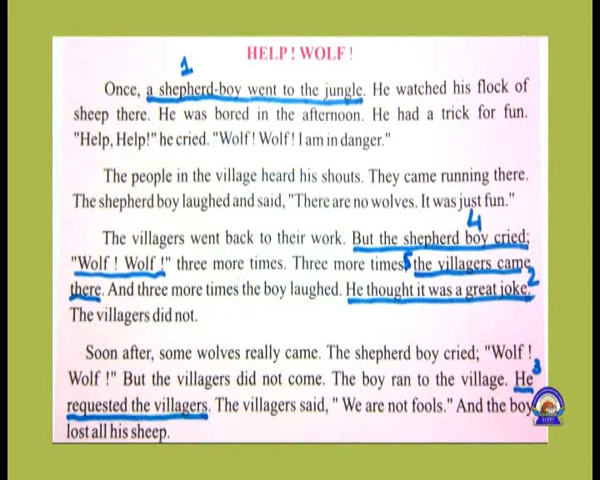 HELP ! WOLF !
1
Once, a shepherd-boy went to the jungle. He watched his flock of
sheep there. He was bored in the afternoon. He had a trick for fun.
"Help, Help!" he cried. "Wolf! Wolf! I am in danger."
The people in the village heard his shouts. They came running there.
The shepherd boy laughed and said, "There are no wolves. It was just fun."
4
The villagers went back to their work. But the shepherd boy cried;
"Wolf ! Wolf !" three more times. Three more times 5 the villagers came
there. And three more times the boy laughed. He thought it was a great joke. 2
The villagers did not.
Soon after, some wolves really came. The shepherd boy cried; "Wolf !
3
Wolf !" But the villagers did not come. The boy ran to the village. He
requested the villagers. The villagers said, " We are not fools." And the boy
lost all his sheep.